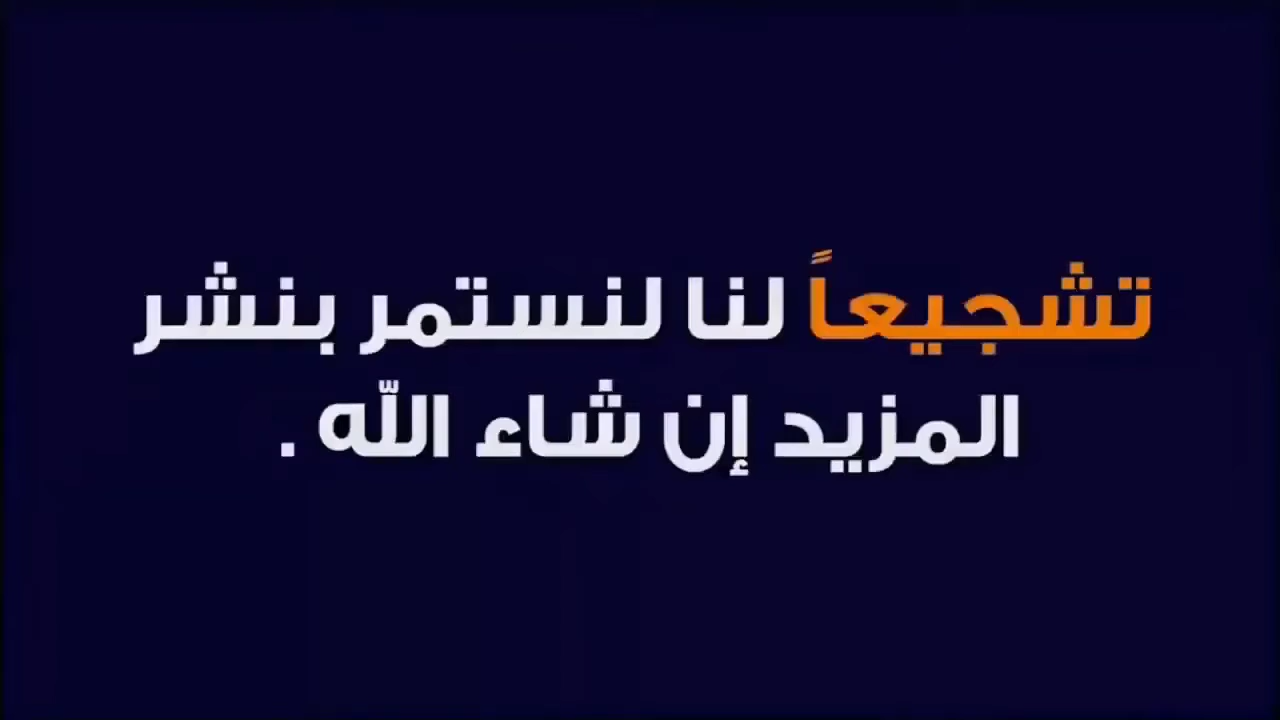 تشجيعاً لنا لنستمر بنشر
المزيد إن شاء اللّه .